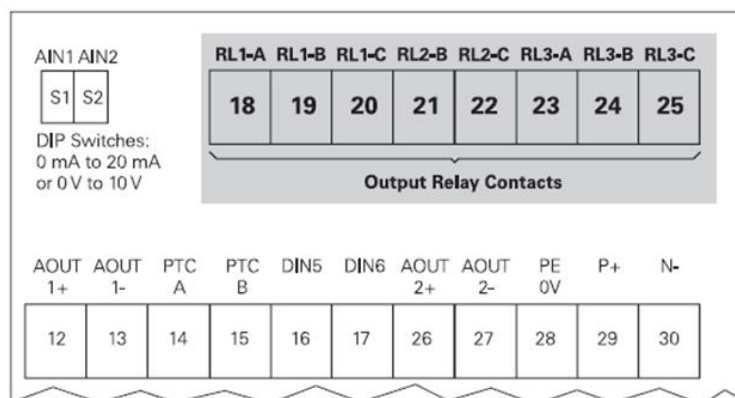 AIN1 AIN2
S1 S2
DIP Switches:
0 mA to 20 mA
or 0 V to 10 V
RL1-A RL1-B RL1-C RL2-B RL2-C RL3-A RL3-B RL3-C
18 19 20 21 22 23 24 25
Output Relay Contacts
AOUT AOUT PTC PTC DIN5 DIN6 AOUT AOUT PE P+ N-
1+ 1- A B 2+ 2- 0V
12 13 14 15 16 17 26 27 28 29 30